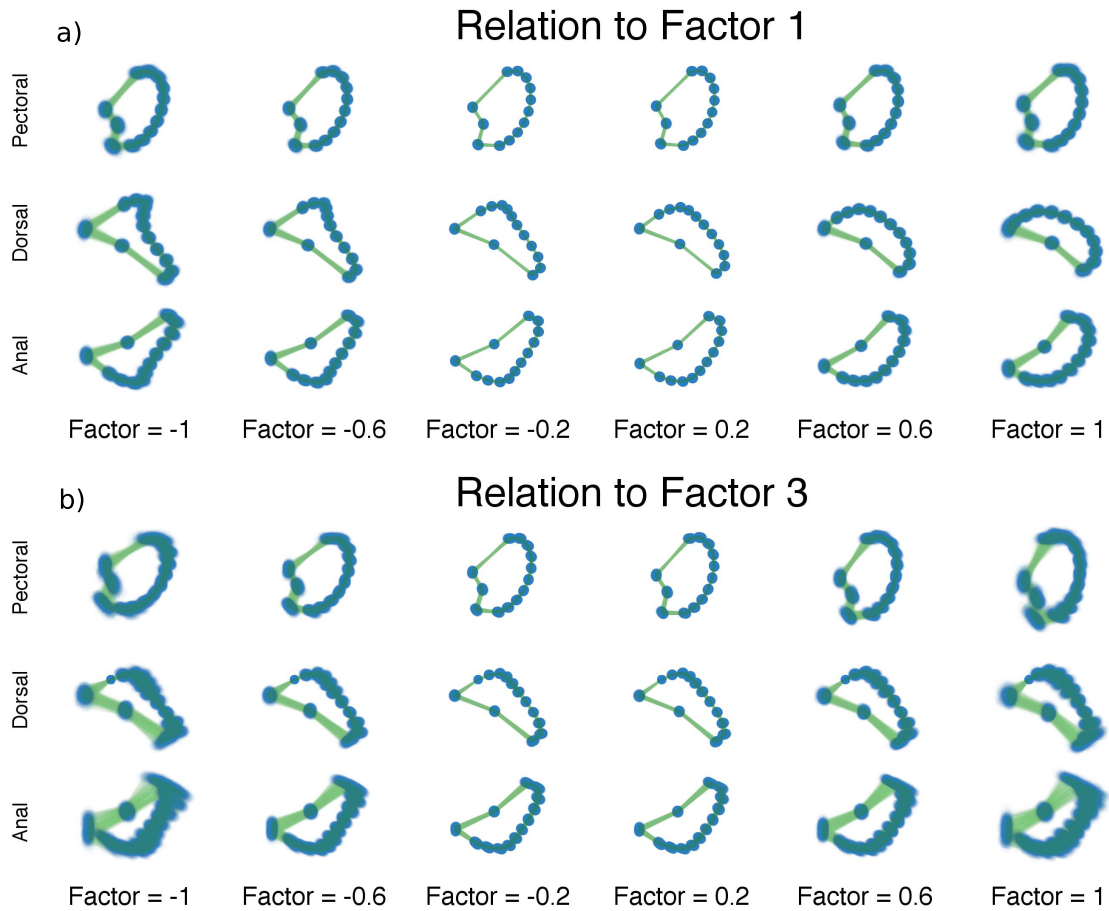 a)
Relation to Factor 1
Pectoral
Dorsal
Anal
Factor = -1 Factor = -0.6 Factor = -0.2 Factor = 0.2 Factor = 0.6 Factor = 1
b)
Relation to Factor 3
Pectoral
Dorsal
Anal
Factor = -1 Factor = -0.6 Factor = -0.2 Factor = 0.2 Factor = 0.6 Factor = 1